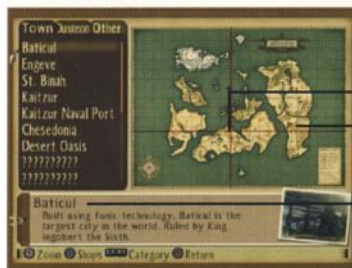 Town Dungeon Other
Baticul
Engeve
St. Binah
Kaitzur
Kaitzur Naval Port
Chesedonia
Desert Oasis
??????????
??????????
Baticul
Built using Fonic technology, Baticul is the
largest city in the world. Ruled by King
Ingobert the Sixth.
Zoom Shops Category Return